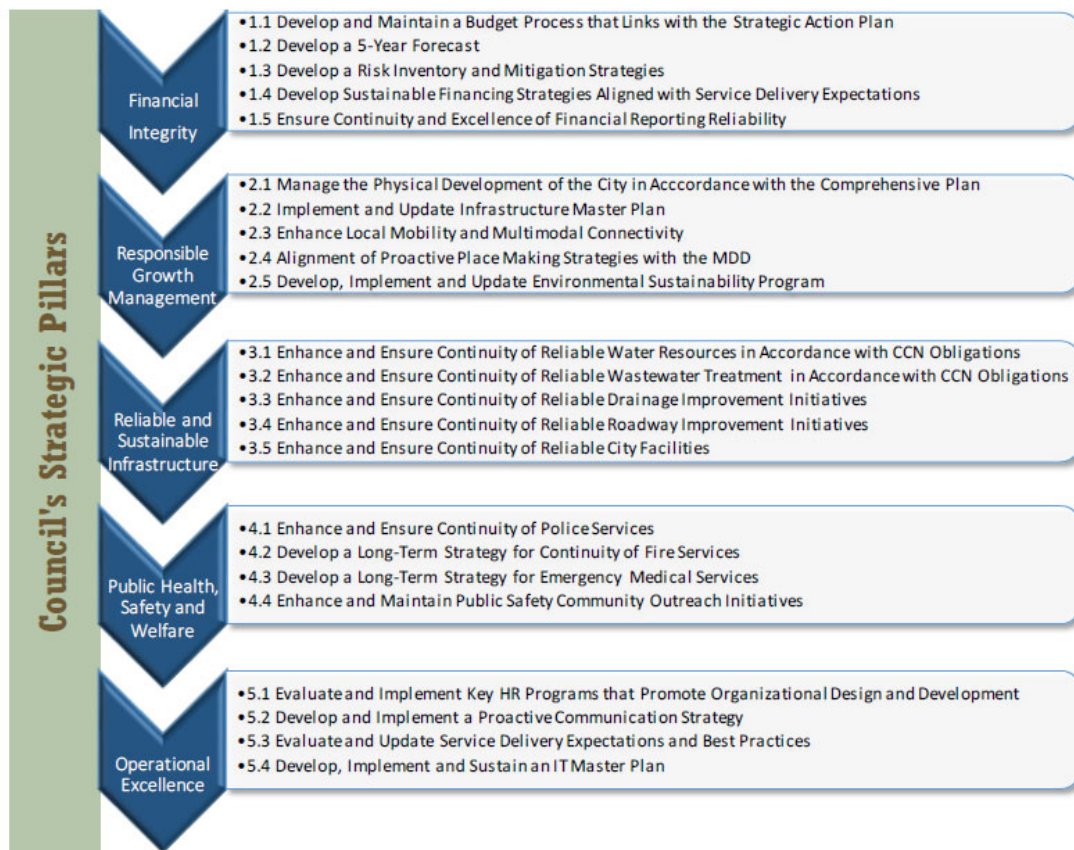 Council's Strategic Pillars
Financial
Integrity
•1.1 Develop and Maintain a Budget Process that Links with the Strategic Action Plan
•1.2 Develop a 5-Year Forecast
•1.3 Develop a Risk Inventory and Mitigation Strategies
•1.4 Develop Sustainable Financing Strategies Aligned with Service Delivery Expectations
•1.5 Ensure Continuity and Excellence of Financial Reporting Reliability
Responsible
Growth
Management
•2.1 Manage the Physical Development of the City in Acccordance with the Comprehensive Plan
•2.2 Implement and Update Infrastructure Master Plan
•2.3 Enhance Local Mobility and Multimodal Connectivity
•2.4 Alignment of Proactive Place Making Strategies with the MDD
•2.5 Develop, Implement and Update Environmental Sustainability Program
Reliable and
Sustainable
Infrastructure
•3.1 Enhance and Ensure Continuity of Reliable Water Resources in Accordance with CCN Obligations
•3.2 Enhance and Ensure Continuity of Reliable Wastewater Treatment in Accordance with CCN Obligations
•3.3 Enhance and Ensure Continuity of Reliable Drainage Improvement Initiatives
•3.4 Enhance and Ensure Continuity of Reliable Roadway Improvement Initiatives
•3.5 Enhance and Ensure Continuity of Reliable City Facilities
Public Health,
Safety and
Welfare
•4.1 Enhance and Ensure Continuity of Police Services
•4.2 Develop a Long-Term Strategy for Continuity of Fire Services
•4.3 Develop a Long-Term Strategy for Emergency Medical Services
•4.4 Enhance and Maintain Public Safety Community Outreach Initiatives
Operational
Excellence
•5.1 Evaluate and Implement Key HR Programs that Promote Organizational Design and Development
•5.2 Develop and Implement a Proactive Communication Strategy
•5.3 Evaluate and Update Service Delivery Expectations and Best Practices
•5.4 Develop, Implement and Sustain an IT Master Plan